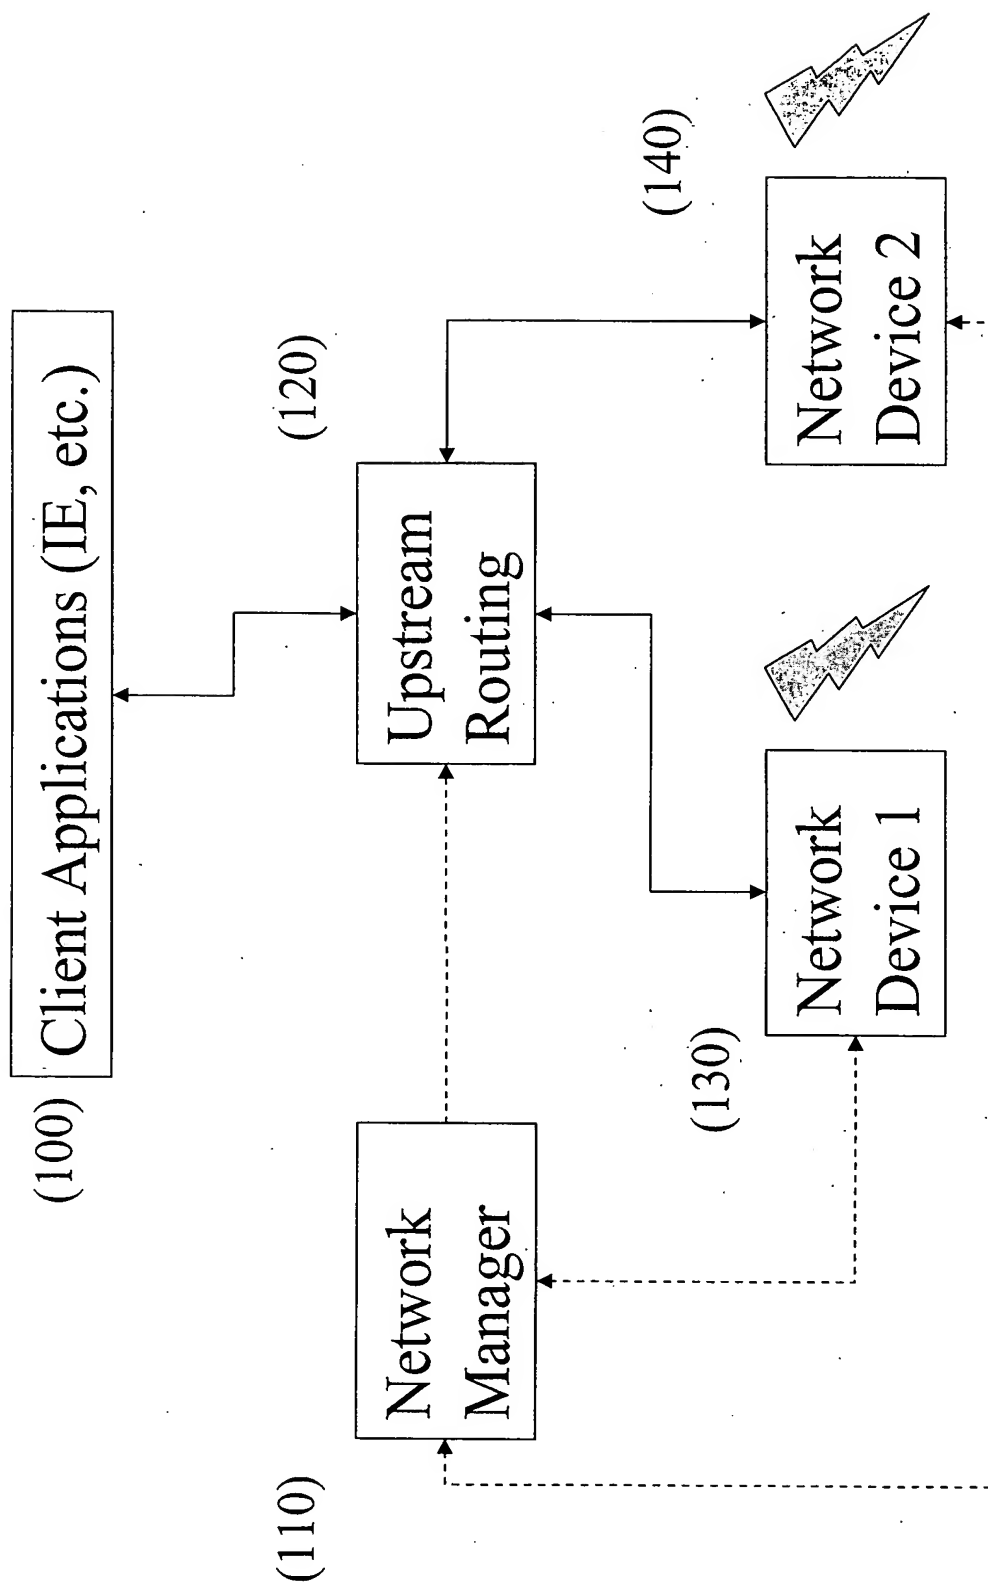 (100)
Client Applications (IE, etc.)
(110)
Network
Manager
(120)
Upstream
Routing
(130)
Network
Device 1
(140)
Network
Device 2